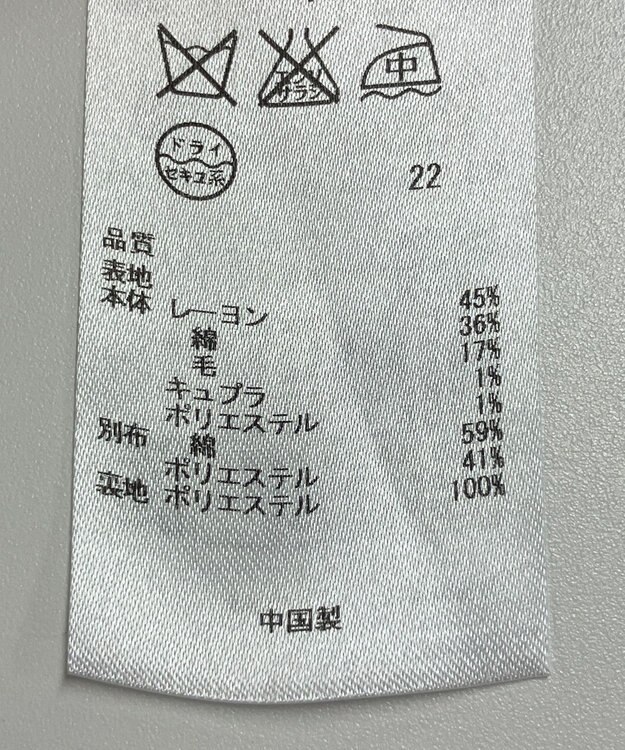 エンソ サラシ
中
ドライ
セキユ系
22
品質
表地
本体 レーヨン 45%
綿 36%
毛 17%
キュプラ 1%
ポリエステル 1%
別布 綿 59%
ポリエステル 41%
裏地 ポリエステル 100%
中国製